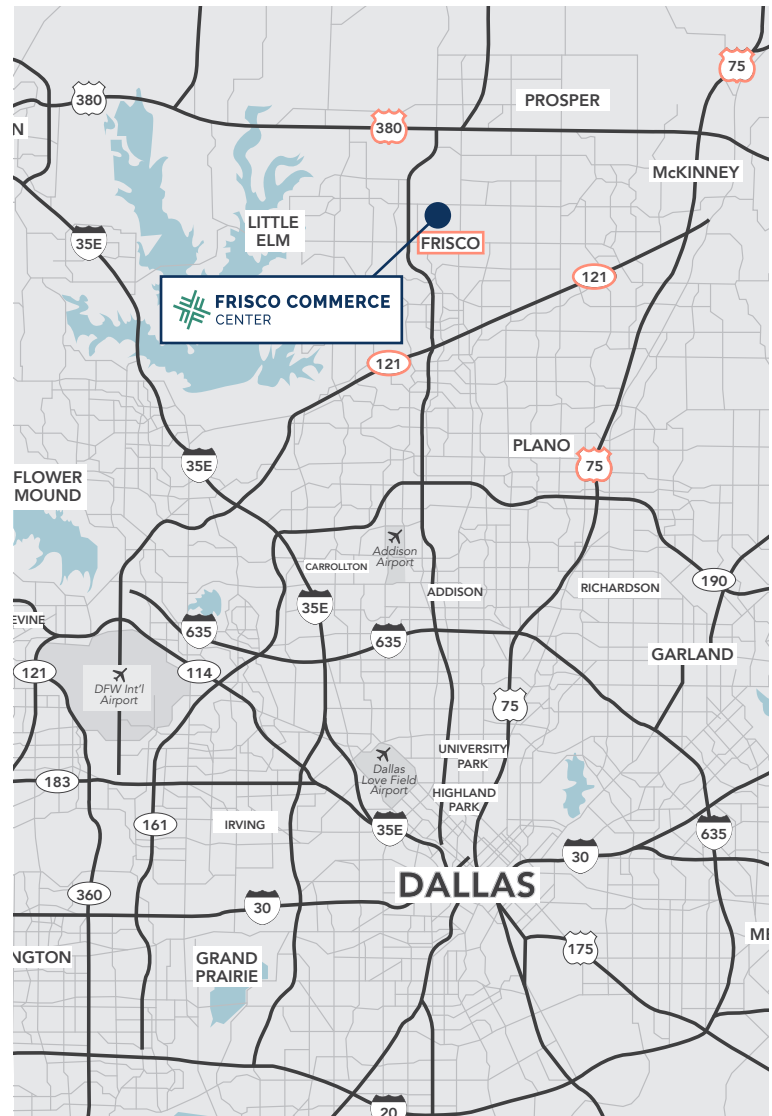 75
380
PROSPER
380
N
McKINNEY
LITTLE
ELM
35E
FRISCO
121
FRISCO COMMERCE
CENTER
121
PLANO
35E
75
FLOWER
MOUND
Addison
Airport
CARROLLTON
190
RICHARDSON
ADDISON
35E
EVINE
635
635
GARLAND
121
114
DFW Int'l
Airport
75
UNIVERSITY
PARK
Dallas
Love Field
Airport
183
HIGHLAND
PARK
161
IRVING
35E
635
30
DALLAS
360
30
ME
175
NGTON
GRAND
PRAIRIE
20